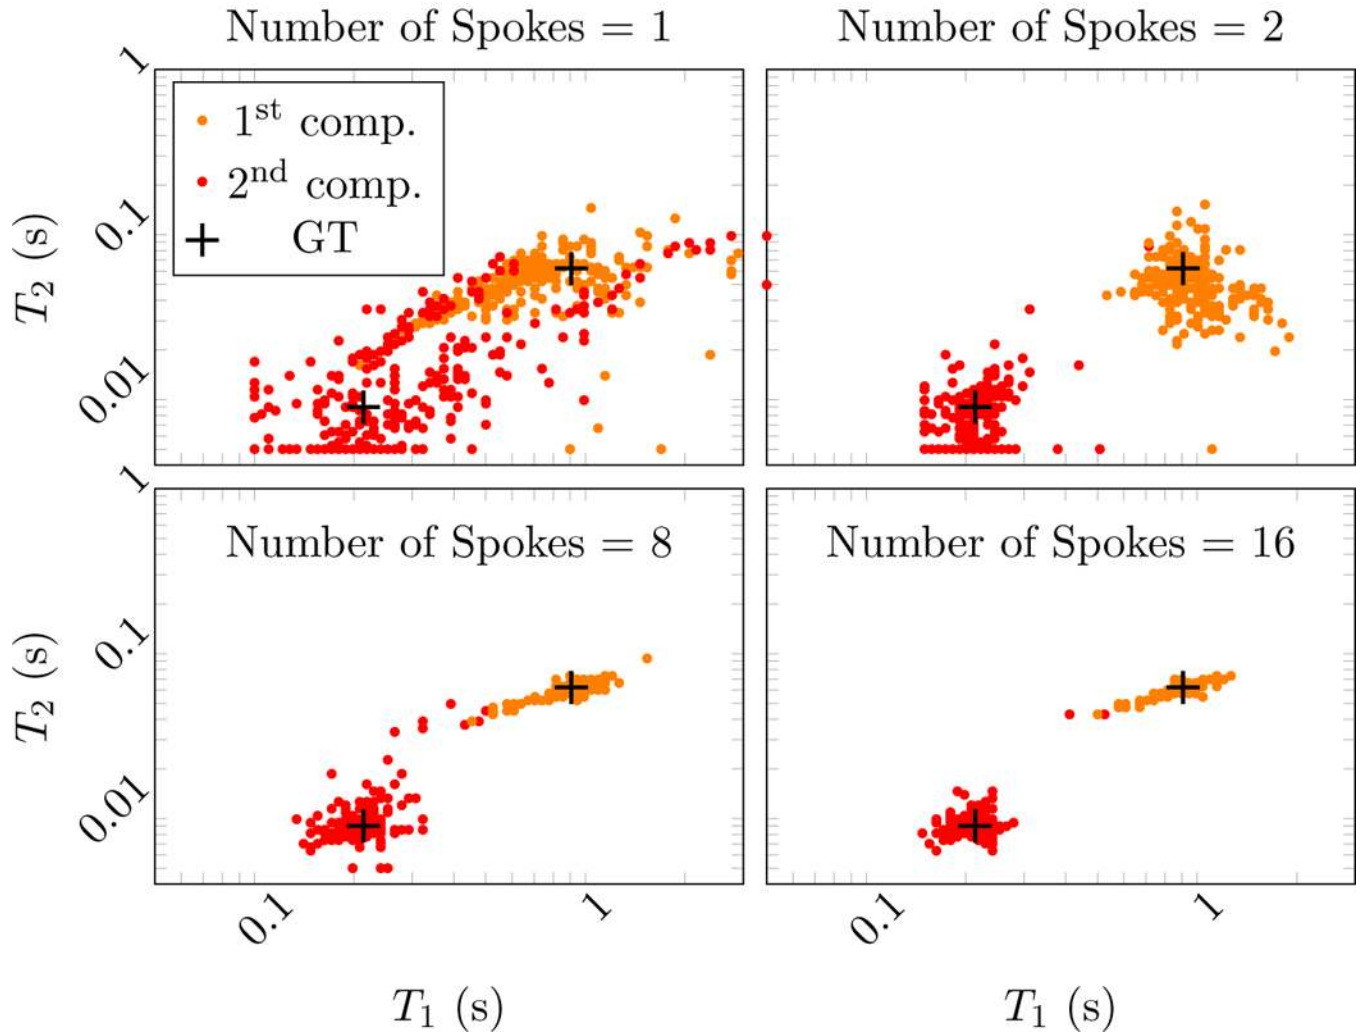 Number of Spokes = 1
Number of Spokes = 2
1st comp.
2nd comp.
GT
T2 (s)
1
0.1
0.01
Number of Spokes = 8
Number of Spokes = 16
T2 (s)
1
0.1
0.01
0.1
1
0.1
1
T1 (s)
T1 (s)